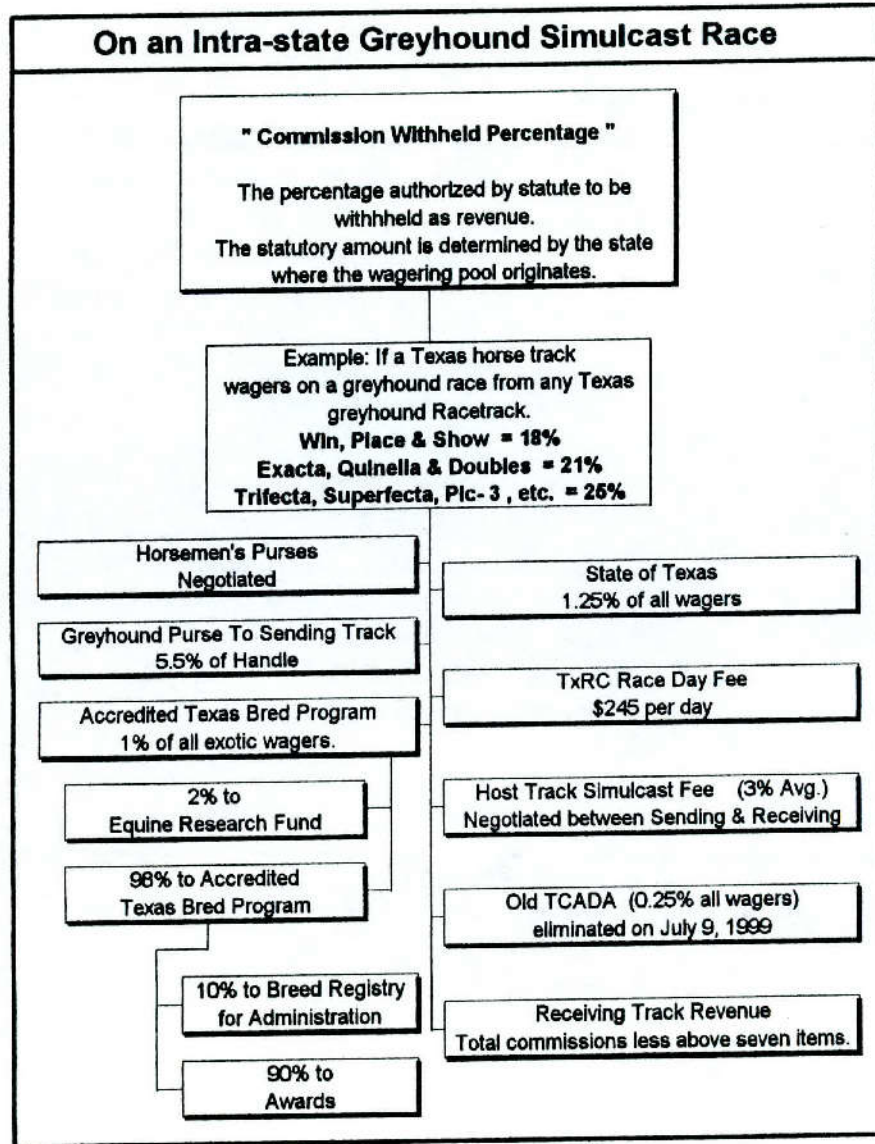 On an Intra-state Greyhound Simulcast Race
" Commission Withheld Percentage "
The percentage authorized by statute to be
withhheld as revenue.
The statutory amount is determined by the state
where the wagering pool originates.
Example: If a Texas horse track
wagers on a greyhound race from any Texas
greyhound Racetrack.
Win, Place & Show = 18%
Exacta, Quinella & Doubles = 21%
Trifecta, Superfecta, Pic- 3 , etc. = 25%
Horsemen's Purses
Negotiated
Greyhound Purse To Sending Track
5.5% of Handle
Accredited Texas Bred Program
1% of all exotic wagers.
2% to
Equine Research Fund
98% to Accredited
Texas Bred Program
10% to Breed Registry
for Administration
90% to
Awards
State of Texas
1.25% of all wagers
TxRC Race Day Fee
$245 per day
Host Track Simulcast Fee (3% Avg.)
Negotiated between Sending & Receiving
Old TCADA (0.25% all wagers)
eliminated on July 9, 1999
Receiving Track Revenue
Total commissions less above seven items.